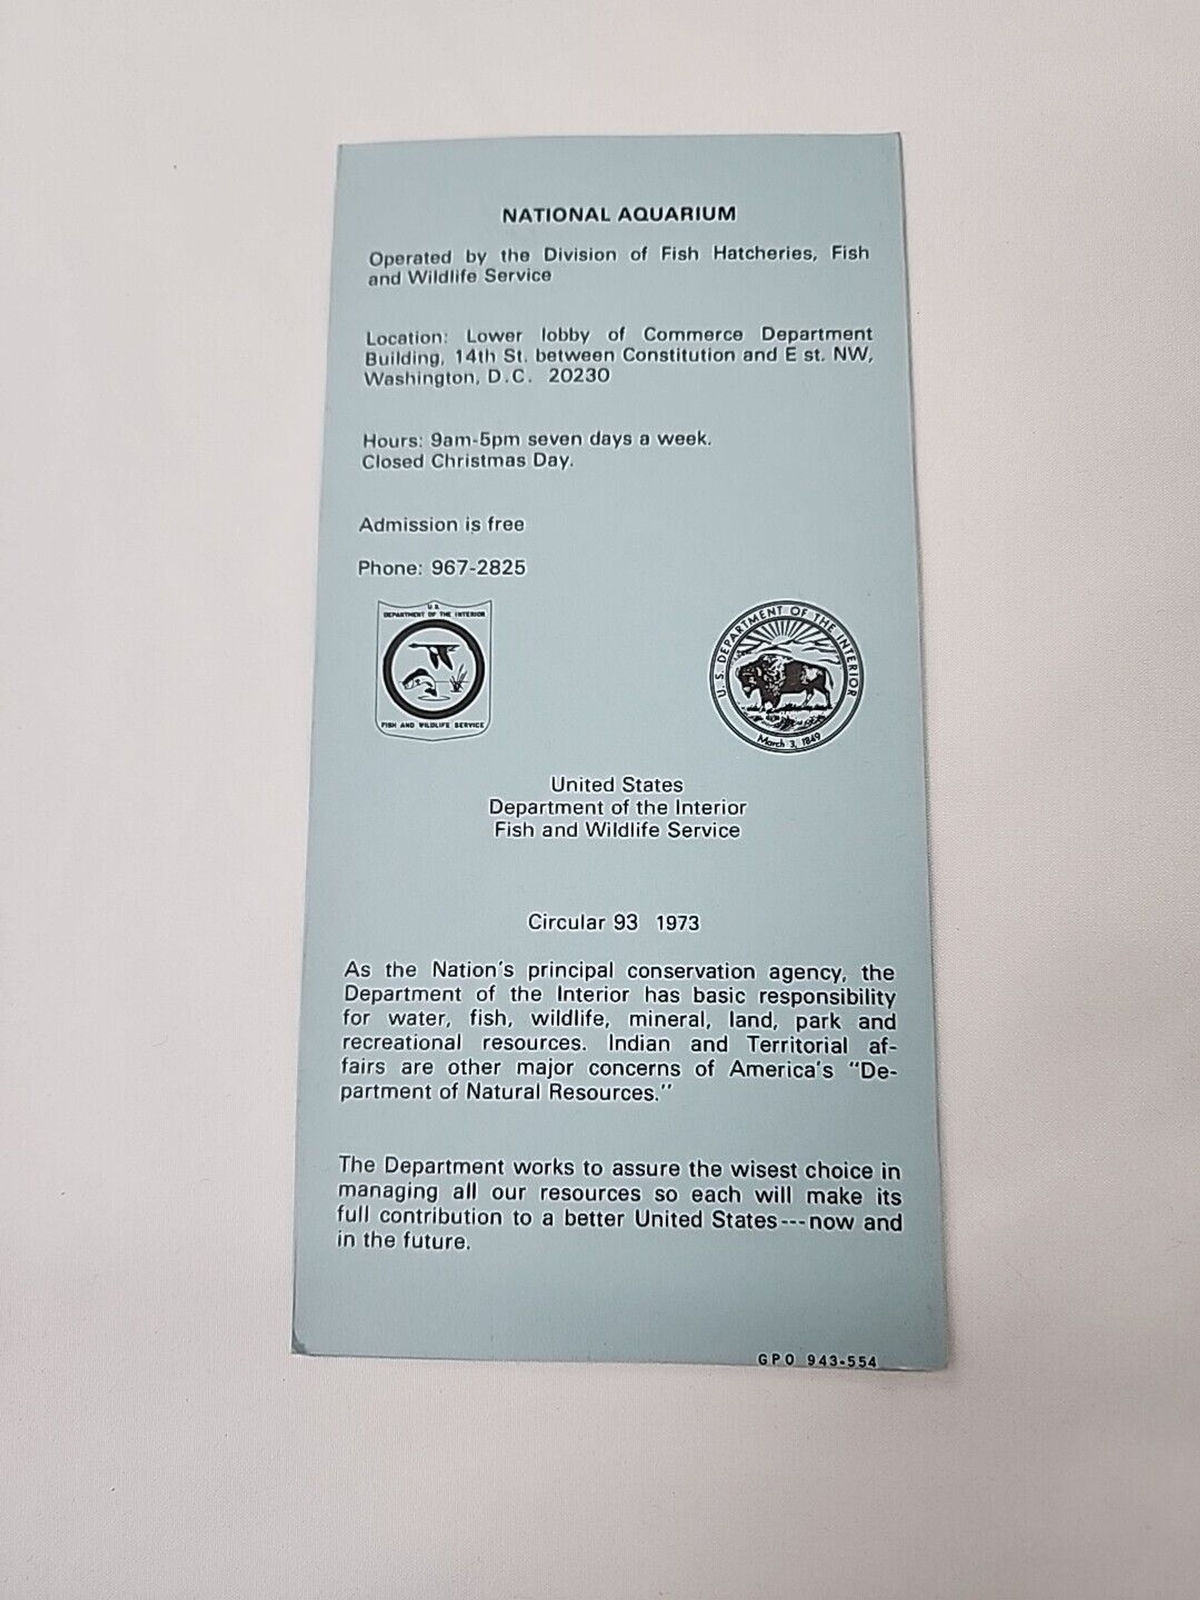 NATIONAL AQUARIUM
Operated by the Division of Fish Hatcheries, Fish
and Wildlife Service
Location: Lower lobby of Commerce Department
Building, 14th St. between Constitution and E st. NW,
Washington, D.C. 20230
Hours: 9am-5pm seven days a week.
Closed Christmas Day.
Admission is free
Phone: 967-2825
U.S.
DEPARTMENT OF THE INTERIOR
FISH AND WILDLIFE SERVICE
U. S. DEPARTMENT OF THE INTERIOR
March 3, 1849
United States
Department of the Interior
Fish and Wildlife Service
Circular 93 1973
As the Nation's principal conservation agency, the
Department of the Interior has basic responsibility
for water, fish, wildlife, mineral, land, park and
recreational resources. Indian and Territorial af-
fairs are other major concerns of America's "De-
partment of Natural Resources."
The Department works to assure the wisest choice in
managing all our resources so each will make its
full contribution to a better United States---now and
in the future.
GPO 943-554